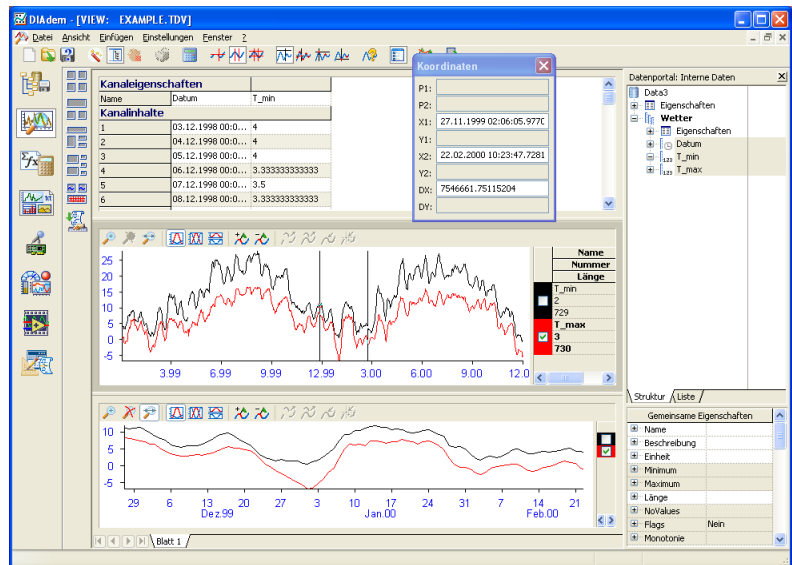 DIAdem - [VIEW: EXAMPLE.TDV]
Datei Ansicht Einfügen Einstellungen Fenster ?
Kanaleigenschaften
Name Datum T_min
Kanalinhalte
1 03.12.1998 00:0... 4
2 04.12.1998 00:0... 4
3 05.12.1998 00:0... 4
4 06.12.1998 00:0... 3.333333333333
5 07.12.1998 00:0... 3.5
6 08.12.1998 00:0... 3.333333333333
Koordinaten
P1:
P2:
X1: 27.11.1999 02:06:05.977
Y1:
X2: 22.02.2000 10:23:47.7281
Y2:
DX: 7546661.75115204
DY:
Datenportal: Interne Daten
Data3
Eigenschaften
Wetter
Eigenschaften
Datum
T_min
T_max
25
20
15
10
5
0
-5
3.99 6.99 9.99 12.99 3.00 6.00 9.00 12.0
Name
Nummer
Länge
T_min
2
729
T_max
3
730
Struktur Liste
10
5
0
-5
29 6 13 20 27 3 10 17 24 31 7 14 21
Dez.99 Jan.00 Feb.00
Blatt 1
Gemeinsame Eigenschaften
Name
Beschreibung
Einheit
Minimum
Maximum
Länge
NoValues
Flags Nein
Monotonie